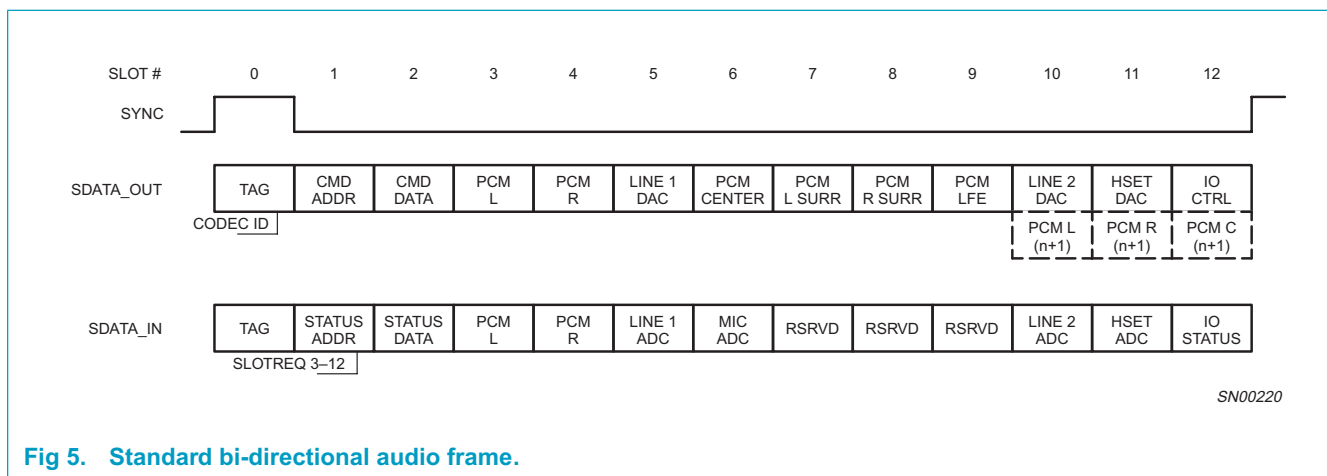 SLOT # 0 1 2 3 4 5 6 7 8 9 10 11 12
SYNC
SDATA_OUT TAG CMD ADDR CMD DATA PCM L PCM R LINE 1 DAC PCM CENTER PCM L SURR PCM R SURR PCM LFE LINE 2 DAC HSET DAC IO CTRL
CODEC ID
PCM L (n+1) PCM R (n+1) PCM C (n+1)
SDATA_IN TAG STATUS ADDR STATUS DATA PCM L PCM R LINE 1 ADC MIC ADC RSRVD RSRVD RSRVD LINE 2 ADC HSET ADC IO STATUS
SLOTREQ 3–12
SN00220
Fig 5. Standard bi-directional audio frame.